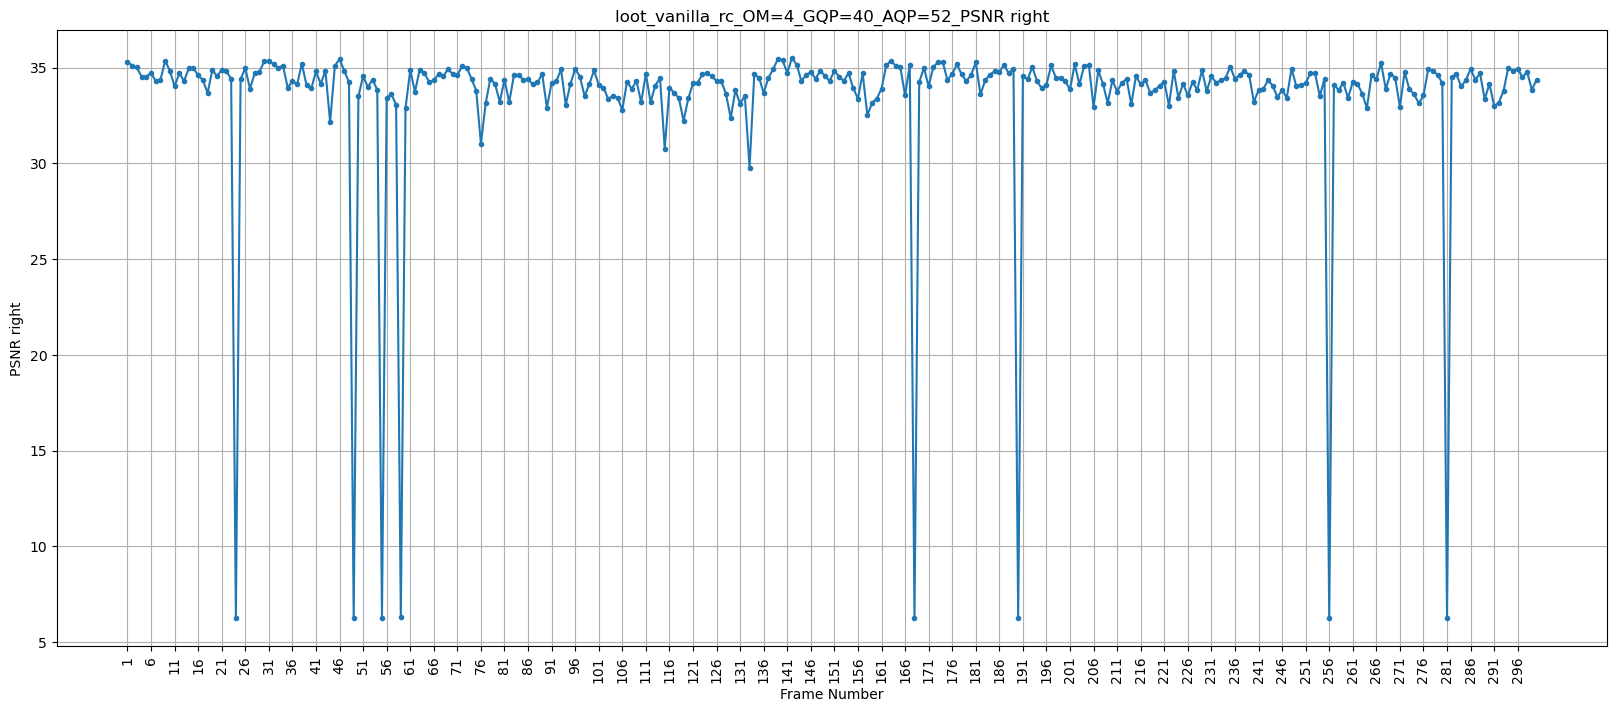 loot_vanilla_rc_OM=4_GQP=40_AQP=52_PSNR right
35
30
25
20
15
10
5
PSNR right
1 6 11 16 21 26 31 36 41 46 51 56 61 66 71 76 81 86 91 96 101 106 111 116 121 126 131 136 141 146 151 156 161 166 171 176 181 186 191 196 201 206 211 216 221 226 231 236 241 246 251 256 261 266 271 276 281 286 291 296
Frame Number